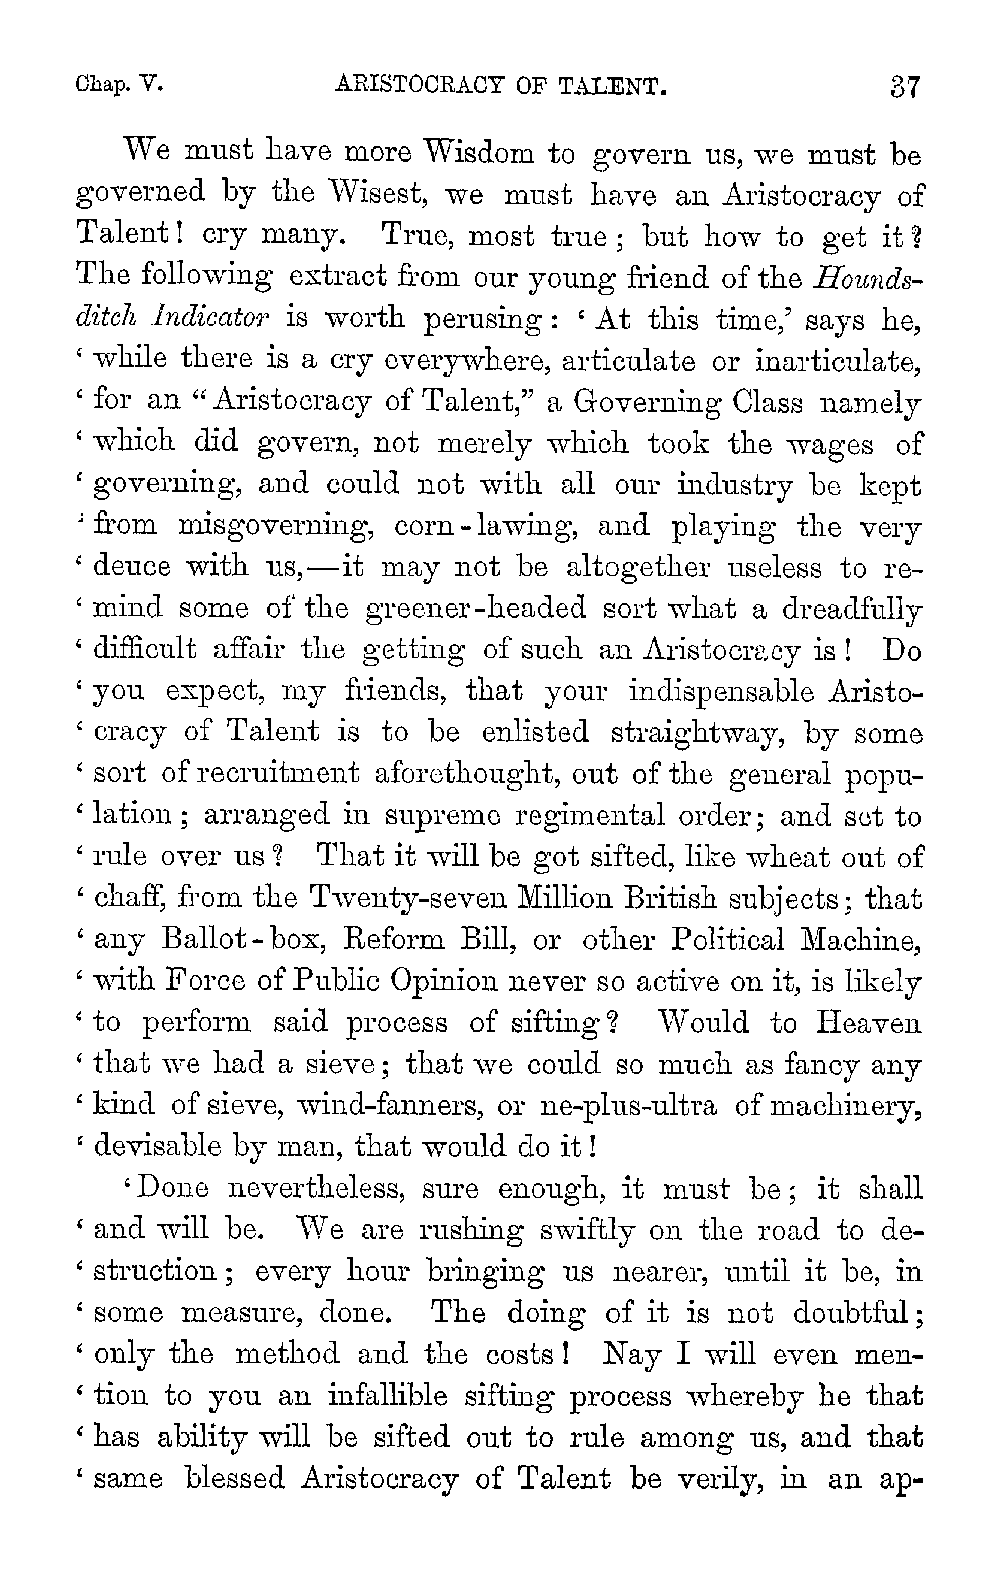 Chap. V. ARISTOCRACY OF TALENT. 37
We must have more Wisdom to govern us, we must be
governed by the Wisest, we must have an Aristocracy of
Talent! cry many. True, most true; but how to get it?
The following extract from our young friend of the Hounds-
ditch Indicator is worth perusing: ‘At this time,’ says he,
‘while there is a cry everywhere, articulate or inarticulate,
‘for an “Aristocracy of Talent,” a Governing Class namely
‘which did govern, not merely which took the wages of
‘governing, and could not with all our industry be kept
‘from misgoverning, corn-lawing, and playing the very
‘deuce with us,—it may not be altogether useless to re-
‘mind some of the greener-headed sort what a dreadfully
‘difficult affair the getting of such an Aristocracy is! Do
‘you expect, my friends, that your indispensable Aristo-
‘cracy of Talent is to be enlisted straightway, by some
‘sort of recruitment aforethought, out of the general popu-
‘lation; arranged in supreme regimental order; and set to
‘rule over us? That it will be got sifted, like wheat out of
‘chaff, from the Twenty-seven Million British subjects; that
‘any Ballot-box, Reform Bill, or other Political Machine,
‘with Force of Public Opinion never so active on it, is likely
‘to perform said process of sifting? Would to Heaven
‘that we had a sieve; that we could so much as fancy any
‘kind of sieve, wind-fanners, or ne-plus-ultra of machinery,
‘devisable by man, that would do it!
‘Done nevertheless, sure enough, it must be; it shall
‘and will be. We are rushing swiftly on the road to de-
‘struction; every hour bringing us nearer, until it be, in
‘some measure, done. The doing of it is not doubtful;
‘only the method and the costs! Nay I will even men-
‘tion to you an infallible sifting process whereby he that
‘has ability will be sifted out to rule among us, and that
‘same blessed Aristocracy of Talent be verily, in an ap-